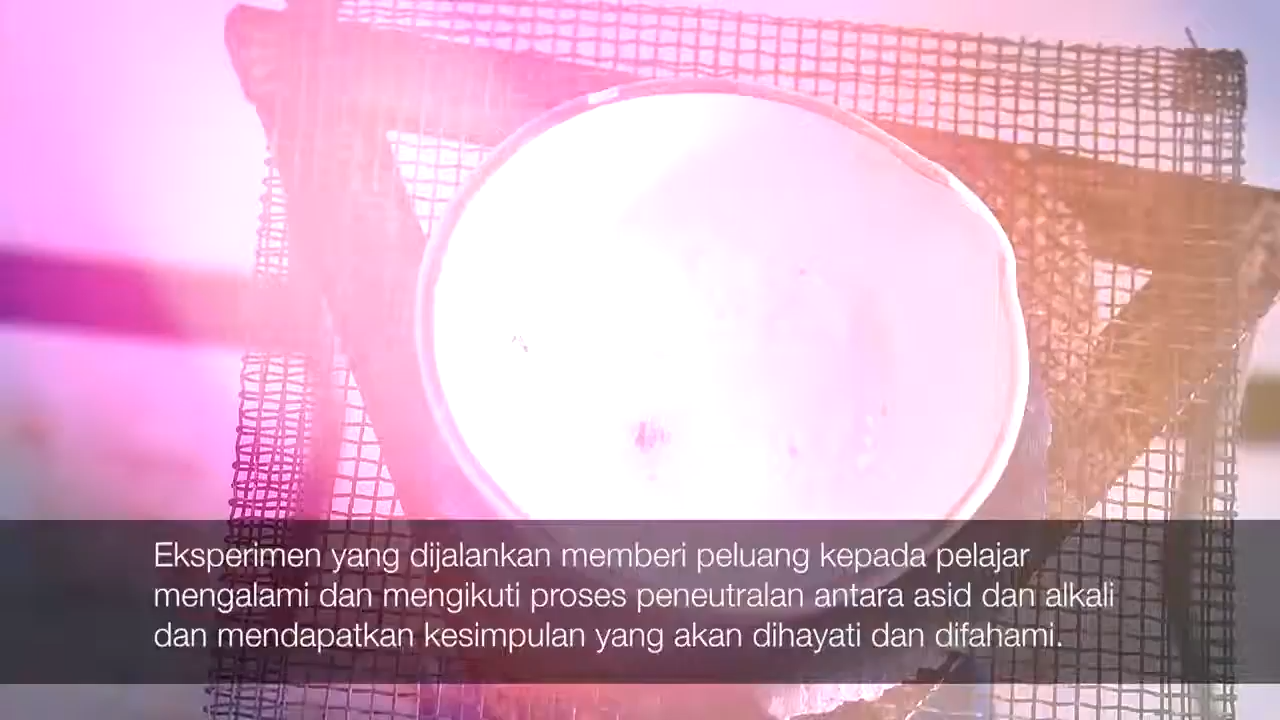 Eksperimen yang dijalankan memberi peluang kepada pelajar
mengalami dan mengikuti proses peneutralan antara asid dan alkali
dan mendapatkan kesimpulan yang akan dihayati dan difahami.